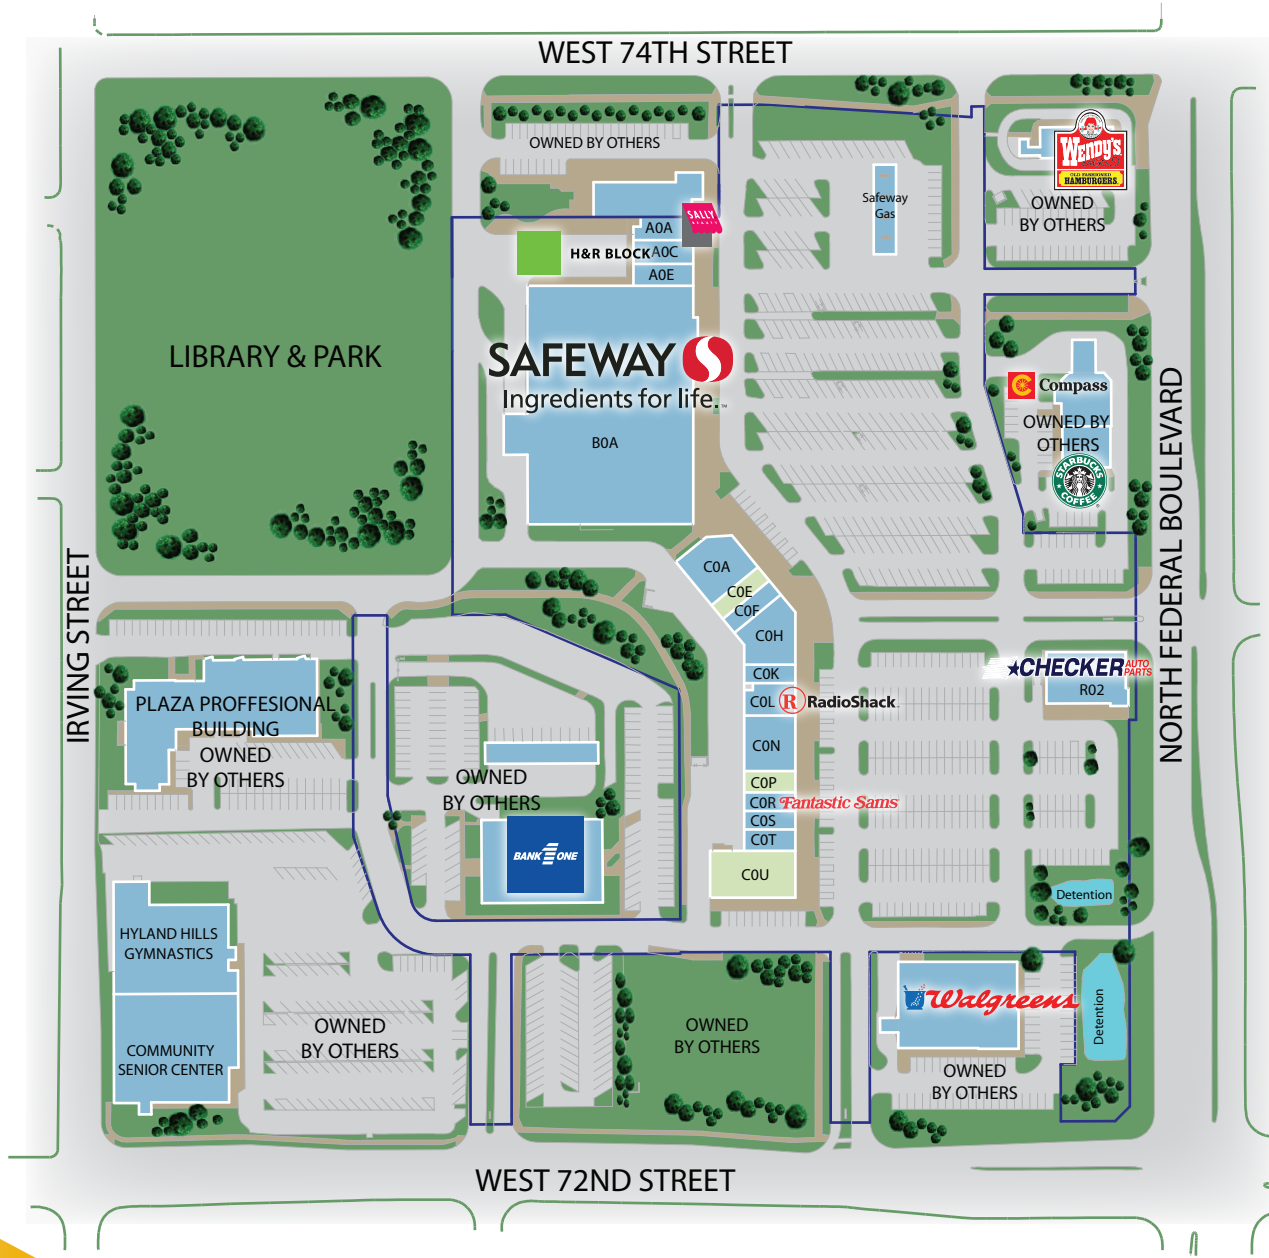 WEST 74TH STREET
OWNED BY OTHERS
WENDY'S
OLD FASHIONED
HAMBURGERS
OWNED
BY OTHERS
Safeway
Gas
SALLY
BEAUTY
A0A
H&R BLOCK
A0C
A0E
LIBRARY & PARK
SAFEWAY
Ingredients for life.™
B0A
C
Compass
OWNED BY
OTHERS
STARBUCKS
COFFEE
NORTH FEDERAL BOULEVARD
IRVING STREET
C0A
C0E
C0F
C0H
C0K
C0L
R
RadioShack
C0N
C0P
C0R
Fantastic Sams
C0S
C0T
C0U
CHECKER AUTO
PARTS
R02
PLAZA PROFFESIONAL
BUILDING
OWNED
BY OTHERS
OWNED
BY OTHERS
BANK ONE
Detention
HYLAND HILLS
GYMNASTICS
COMMUNITY
SENIOR CENTER
OWNED
BY OTHERS
OWNED
BY OTHERS
Walgreens
OWNED
BY OTHERS
Detention
WEST 72ND STREET